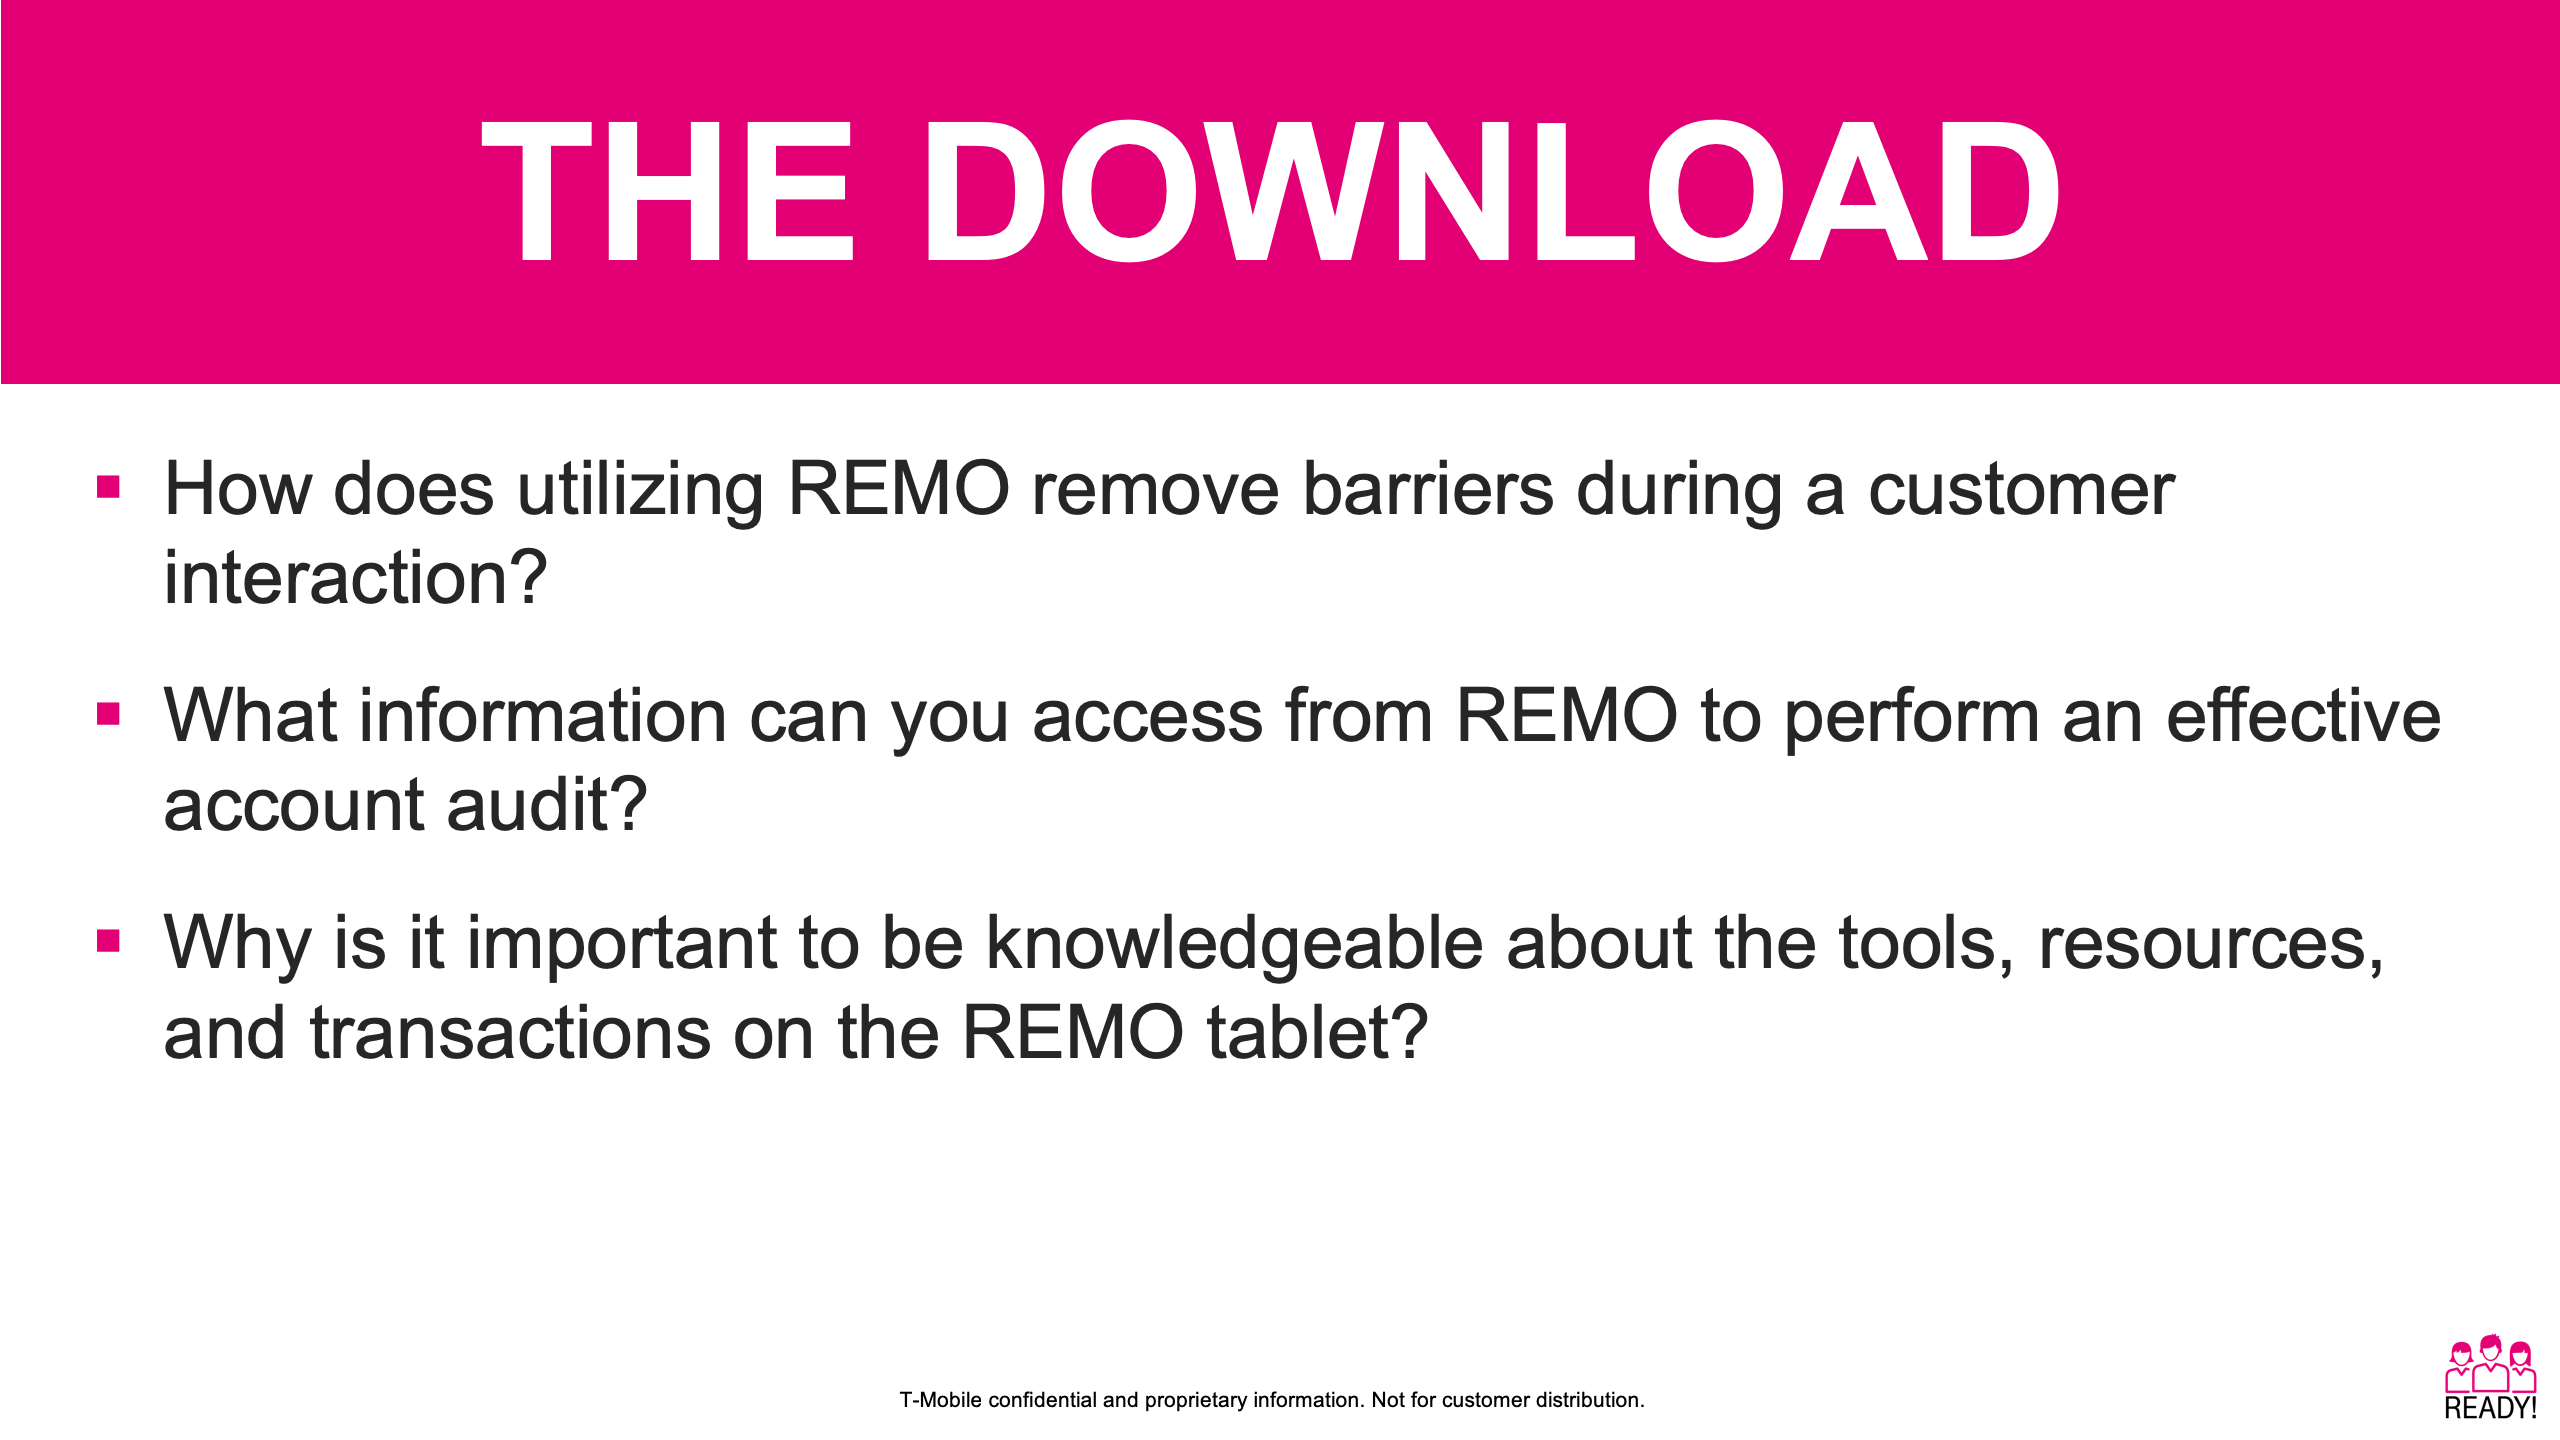 THE DOWNLOAD
▪ How does utilizing REMO remove barriers during a customer
interaction?
▪ What information can you access from REMO to perform an effective
account audit?
▪ Why is it important to be knowledgeable about the tools, resources,
and transactions on the REMO tablet?
T-Mobile confidential and proprietary information. Not for customer distribution.
READY!